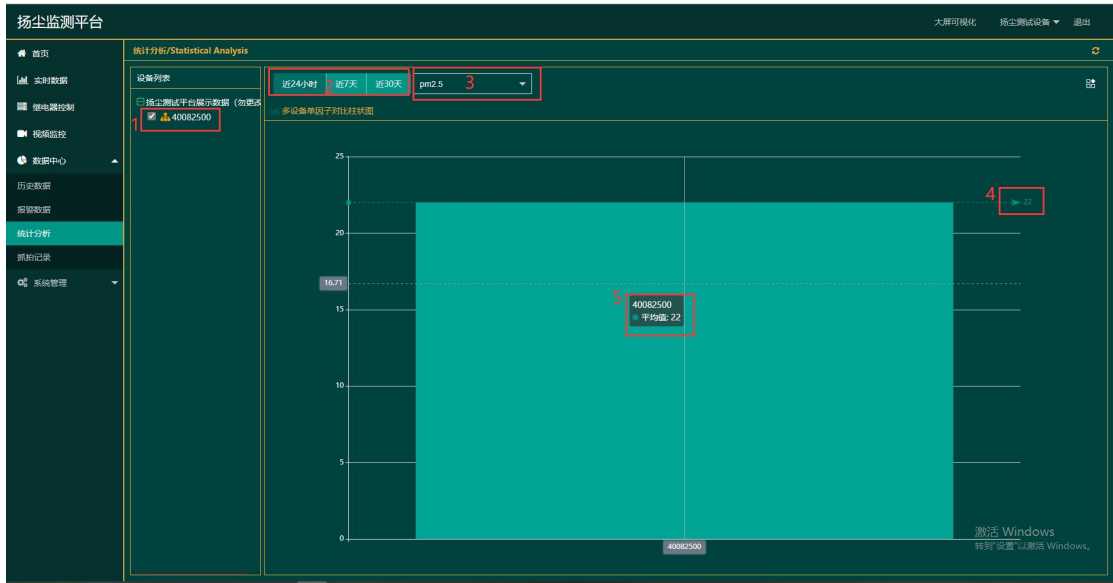 扬尘监测平台
大屏可视化 扬尘测试设备 退出
首页
实时数据
继电器控制
视频监控
数据中心
历史数据
报警数据
统计分析
抓拍记录
系统管理
统计分析/Statistical Analysis
设备列表
扬尘测试平台展示数据（勿更改
1
40082500
近24小时 2 近7天 近30天
pm2.5 3
多设备单因子对比柱状图
25
4
22
20
16.71
5
40082500
平均值: 22
15
10
5
0
40082500
激活 Windows
转到"设置"以激活 Windows。